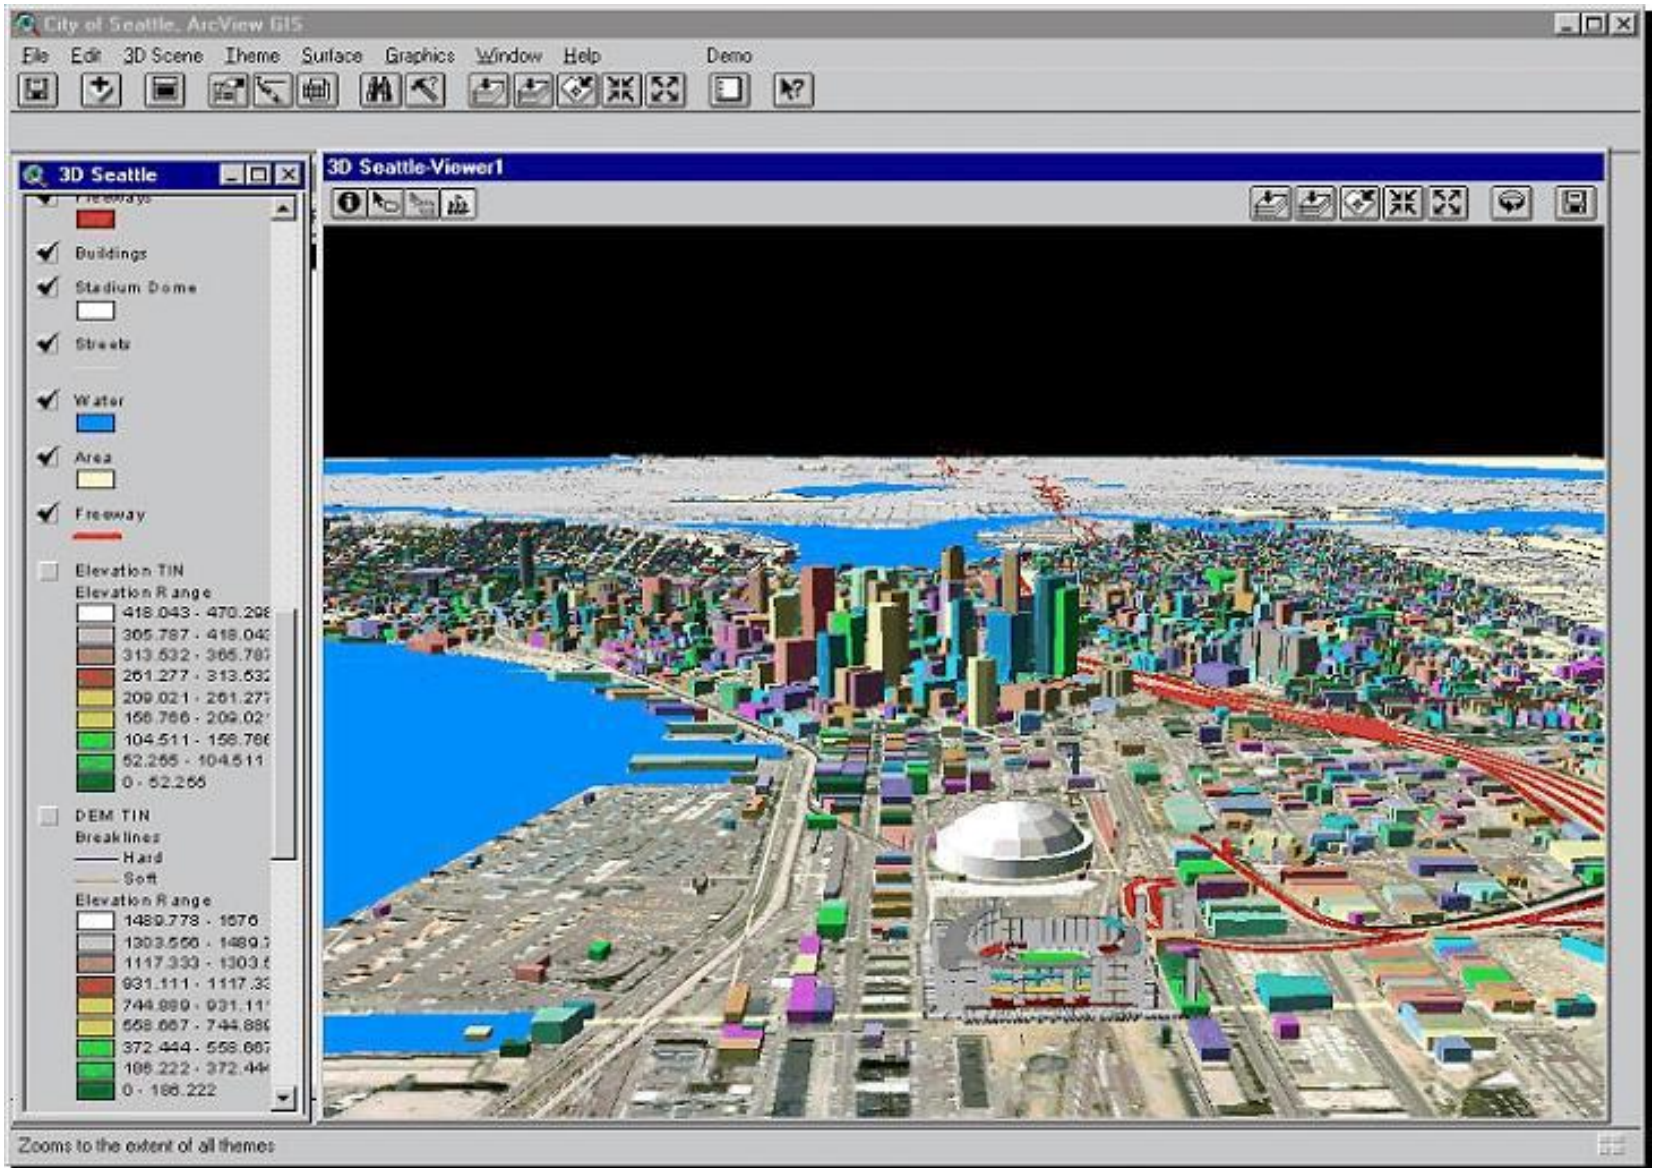 City of Seattle, ArcView GIS
File Edit 3D Scene Theme Surface Graphics Window Help Demo
3D Seattle
3D Seattle-Viewer1
Freeways
Buildings
Stadium Dome
Streets
Water
Area
Freeway
Elevation TIN
Elevation Range
418.043 - 470.298
365.787 - 418.043
313.532 - 365.787
261.277 - 313.532
209.021 - 261.277
156.766 - 209.021
104.511 - 156.766
52.255 - 104.511
0 - 52.255
DEM TIN
Breaklines
Hard
Soft
Elevation Range
1489.778 - 1676
1303.556 - 1489.7
1117.333 - 1303.5
931.111 - 1117.33
744.889 - 931.111
558.667 - 744.889
372.444 - 558.667
186.222 - 372.444
0 - 186.222
Zooms to the extent of all themes